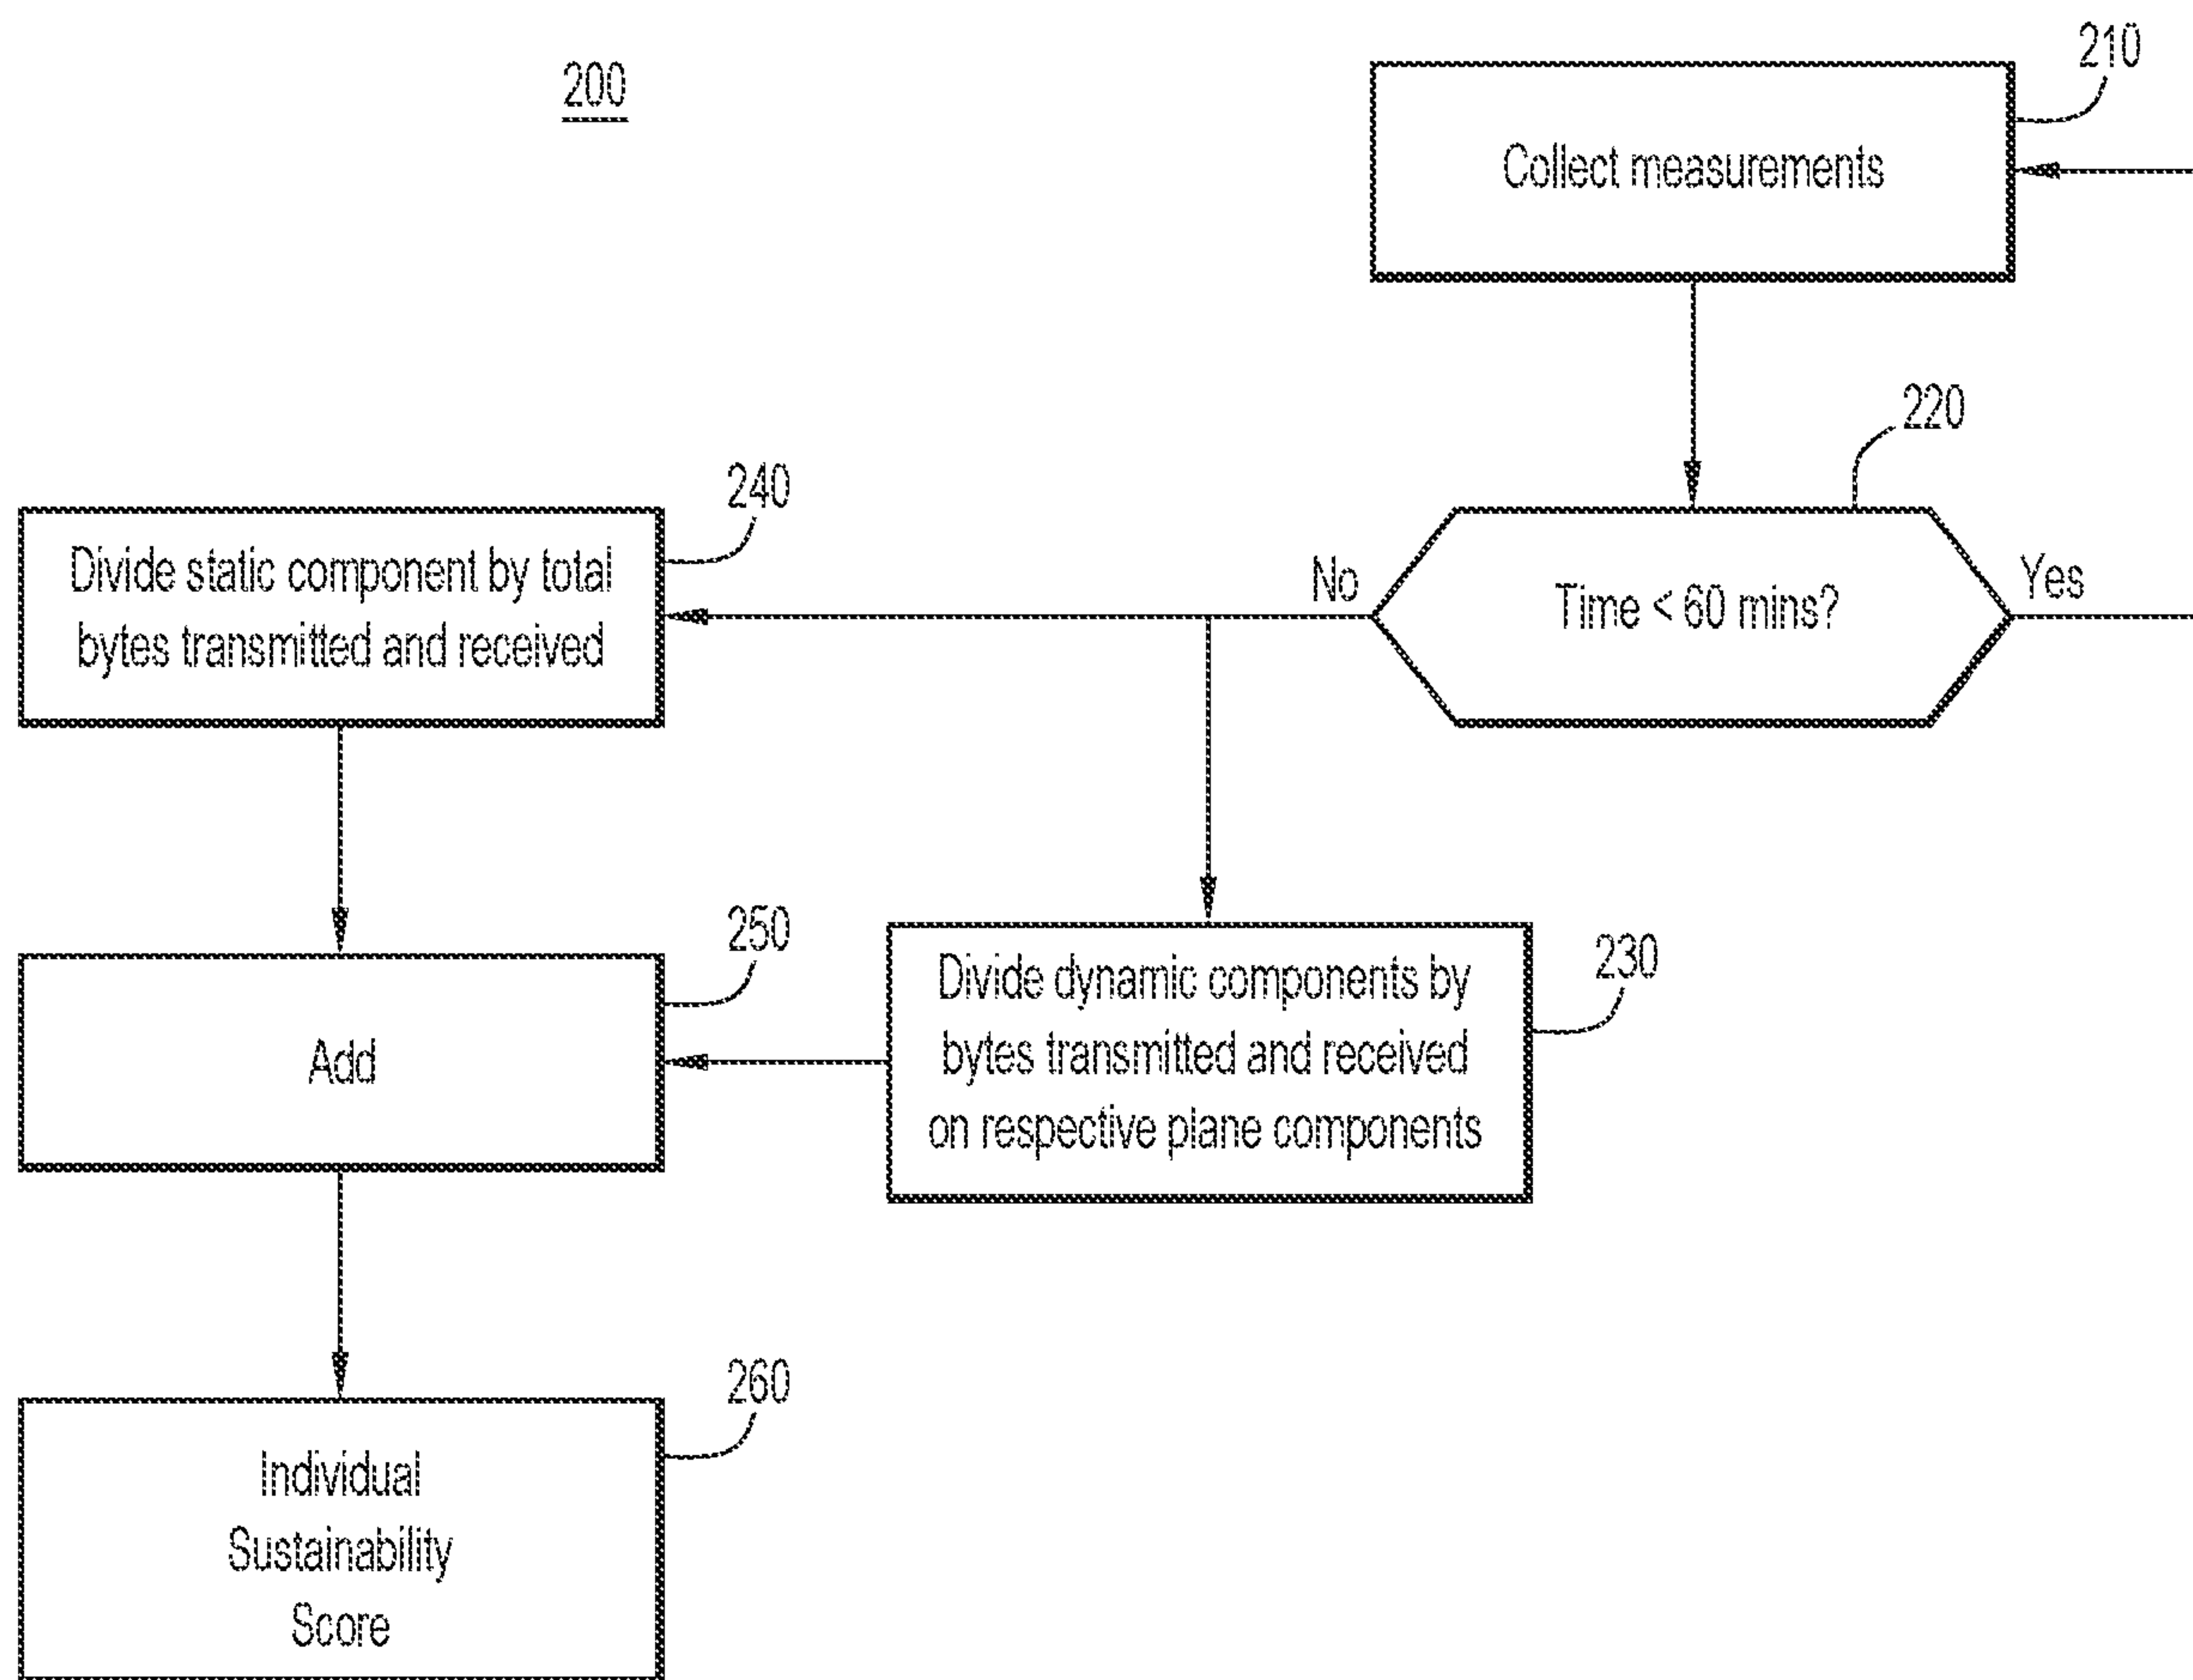 200
210
Collect measurements
220
240
Divide static component by total
bytes transmitted and received
No
Time < 60 mins?
Yes
250
Add
230
Divide dynamic components by
bytes transmitted and received
on respective plane components
260
Individual
Sustainability
Score